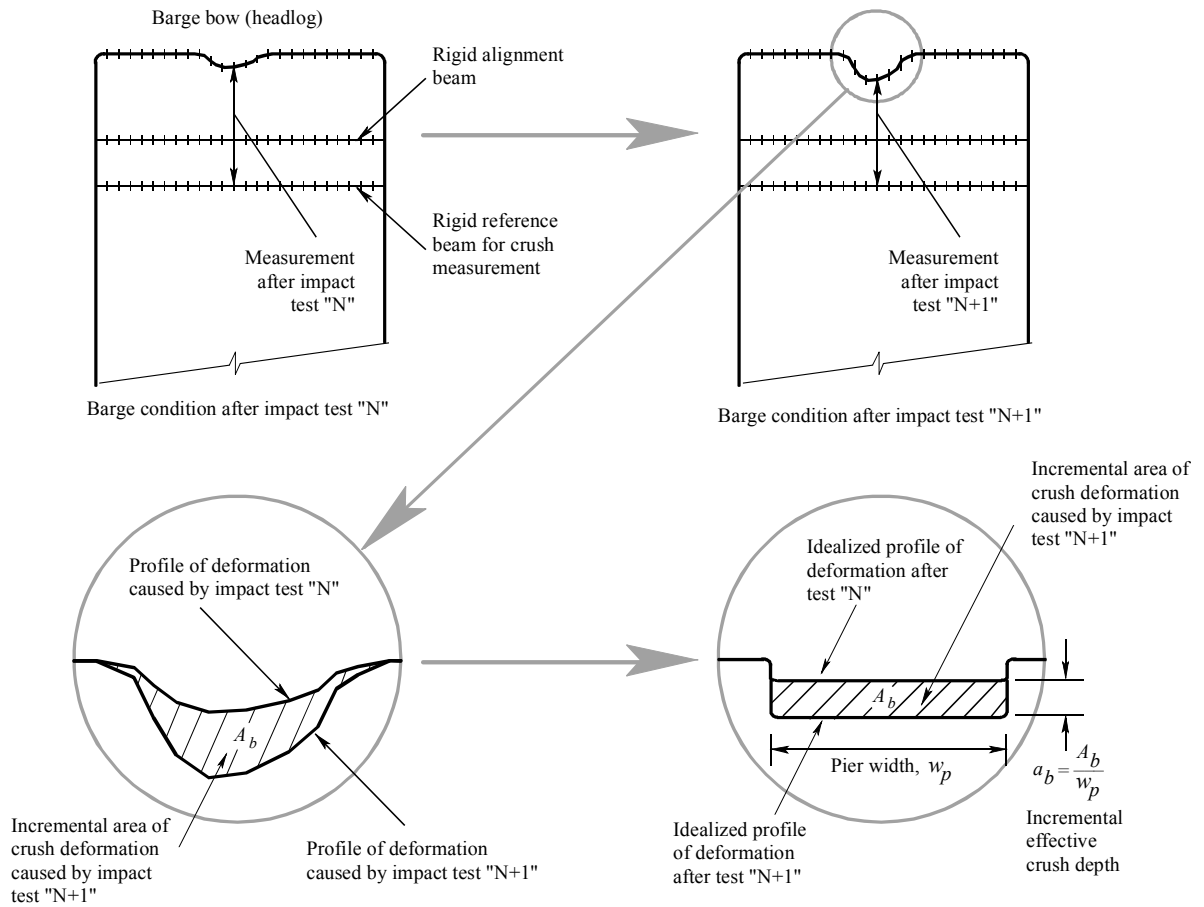 Barge bow (headlog)
Rigid alignment
beam
Rigid reference
beam for crush
measurement
Measurement
after impact
test "N"
Measurement
after impact
test "N+1"
Barge condition after impact test "N"
Barge condition after impact test "N+1"
Profile of deformation
caused by impact test "N"
A_b
Incremental area of
crush deformation
caused by impact
test "N+1"
Profile of deformation
caused by impact test "N+1"
Incremental area of
crush deformation
caused by impact
test "N+1"
Idealized profile of
deformation after
test "N"
A_b
Pier width, w_p
a_b = A_b / w_p
Incremental
effective
crush depth
Idealized profile
of deformation
after test "N+1"